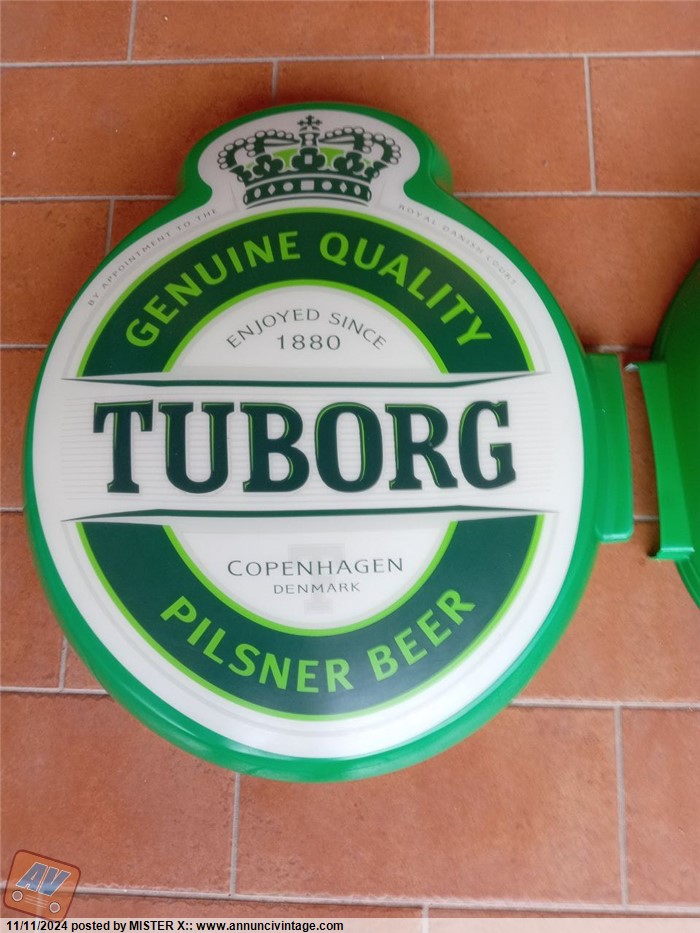 BY APPOINTMENT TO THE ROYAL DANISH COURT
GENUINE QUALITY
ENJOYED SINCE
1880
TUBORG
COPENHAGEN
DENMARK
PILSNER BEER
AV
11/11/2024 posted by MISTER X:: www.annuncivintage.com